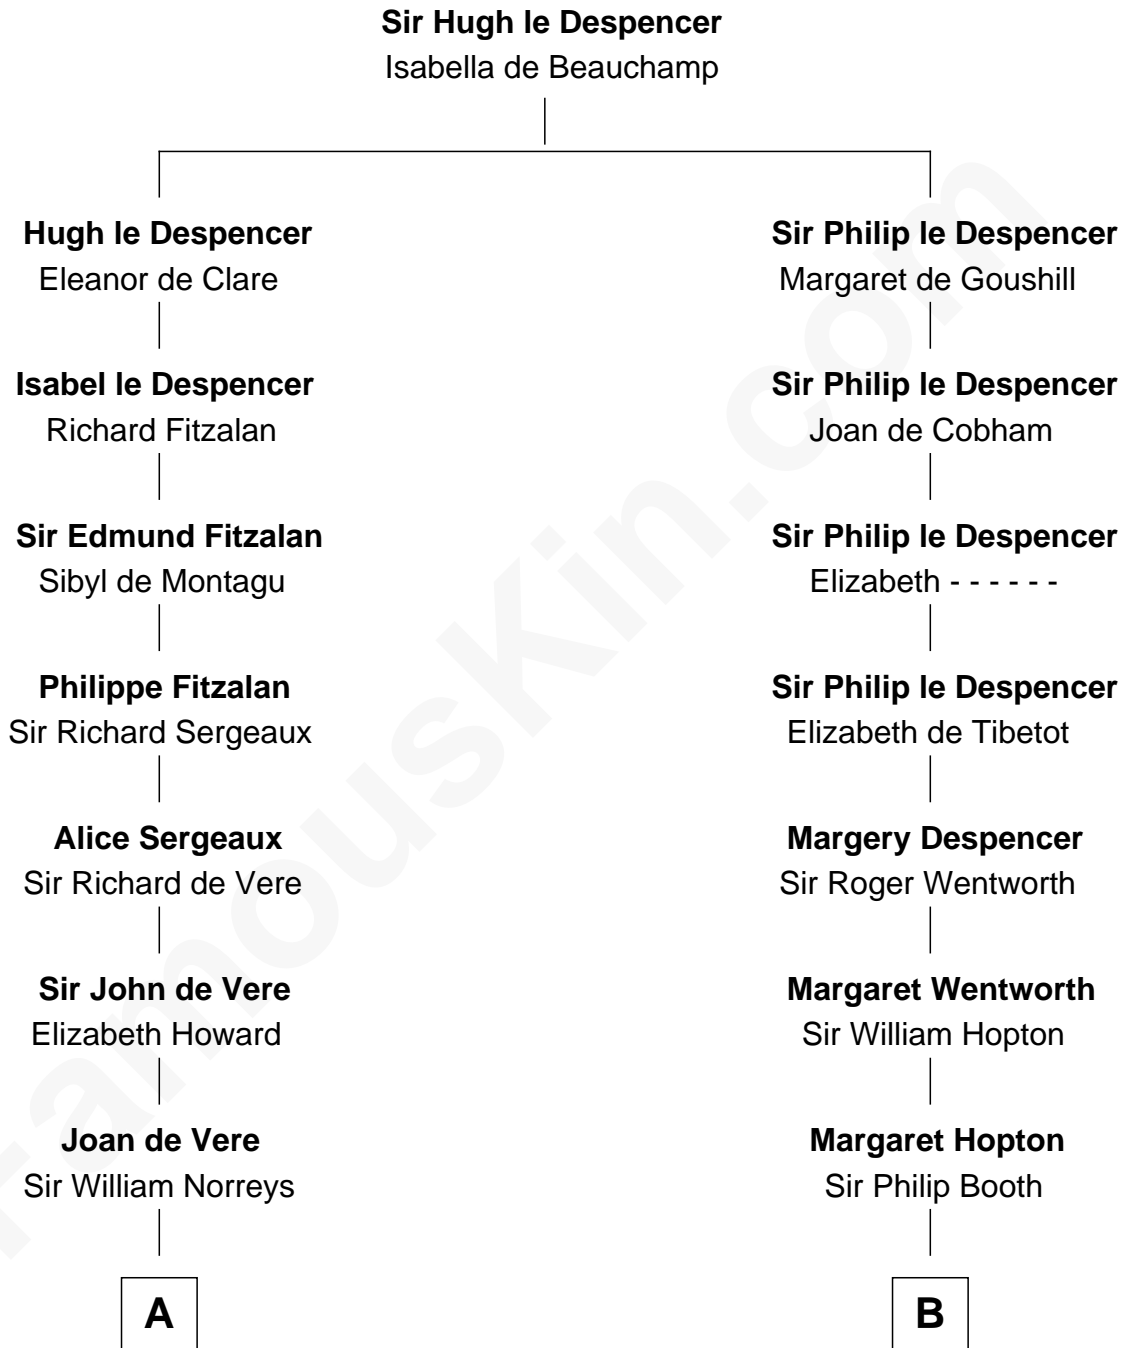 Sir Hugh le Despencer
Isabella de Beauchamp
Hugh le Despencer
Eleanor de Clare
Isabel le Despencer
Richard Fitzalan
Sir Edmund Fitzalan
Sibyl de Montagu
Philippe Fitzalan
Sir Richard Sergeaux
Alice Sergeaux
Sir Richard de Vere
Sir John de Vere
Elizabeth Howard
Joan de Vere
Sir William Norreys
A
Sir Philip le Despencer
Margaret de Goushill
Sir Philip le Despencer
Joan de Cobham
Sir Philip le Despencer
Elizabeth - - - - - -
Sir Philip le Despencer
Elizabeth de Tibetot
Margery Despencer
Sir Roger Wentworth
Margaret Wentworth
Sir William Hopton
Margaret Hopton
Sir Philip Booth
B
FamousKin.com